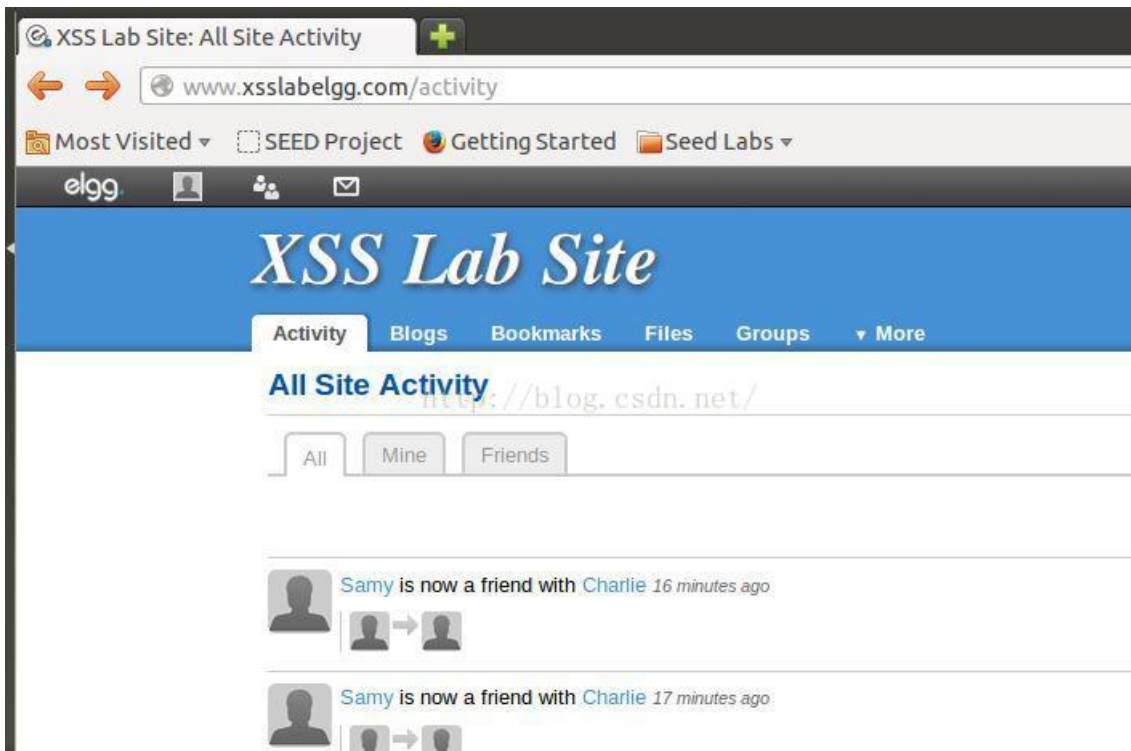 XSS Lab Site: All Site Activity
www.xsslabelgg.com/activity
Most Visited SEED Project Getting Started Seed Labs
elgg.
XSS Lab Site
Activity Blogs Bookmarks Files Groups More
All Site Activity
http://blog.csdn.net/
All Mine Friends
Samy is now a friend with Charlie 16 minutes ago
Samy is now a friend with Charlie 17 minutes ago